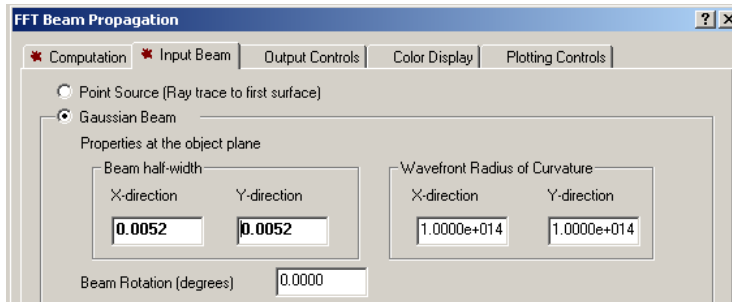 FFT Beam Propagation
Computation Input Beam Output Controls Color Display Plotting Controls
Point Source (Ray trace to first surface)
Gaussian Beam
Properties at the object plane
Beam half-width Wavefront Radius of Curvature
X-direction Y-direction X-direction Y-direction
0.0052 0.0052 1.0000e+014 1.0000e+014
Beam Rotation (degrees) 0.0000